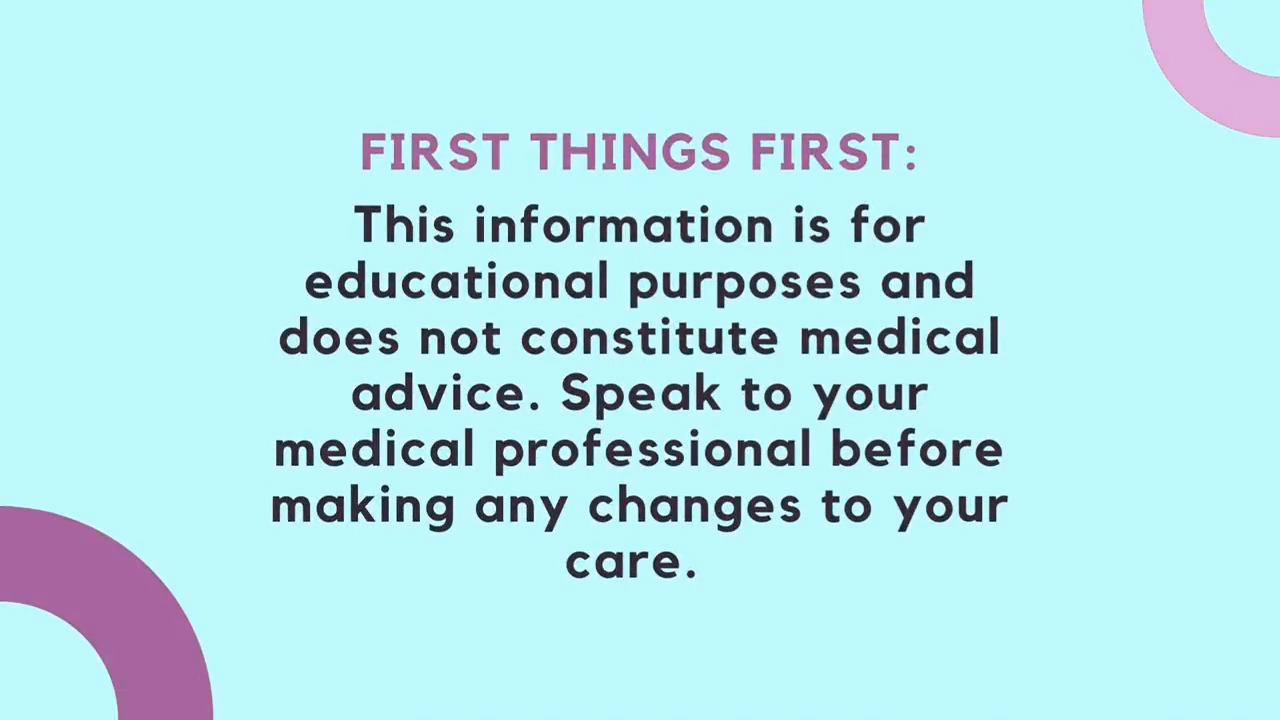 FIRST THINGS FIRST:
This information is for
educational purposes and
does not constitute medical
advice. Speak to your
medical professional before
making any changes to your
care.